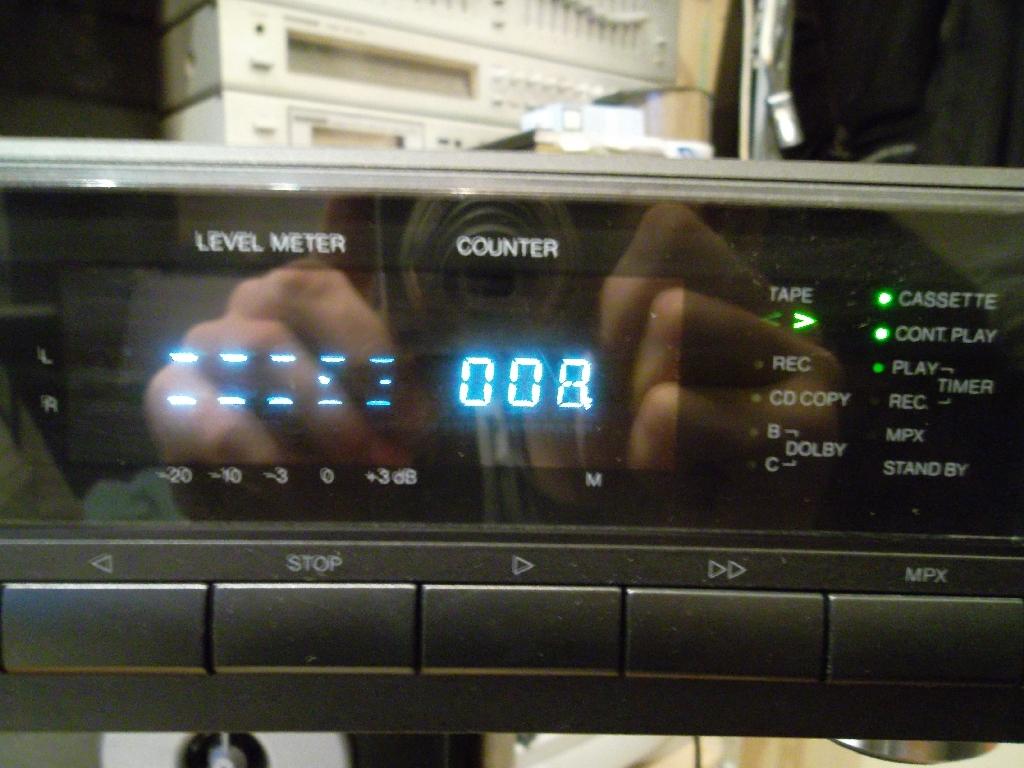 LEVEL METER
COUNTER
TAPE
< >
CASSETTE
CONT. PLAY
L
R
REC
PLAY
TIMER
REC
CD COPY
B
DOLBY
C
MPX
STAND BY
-20 -10 -3 0 +3 dB
M
STOP
MPX